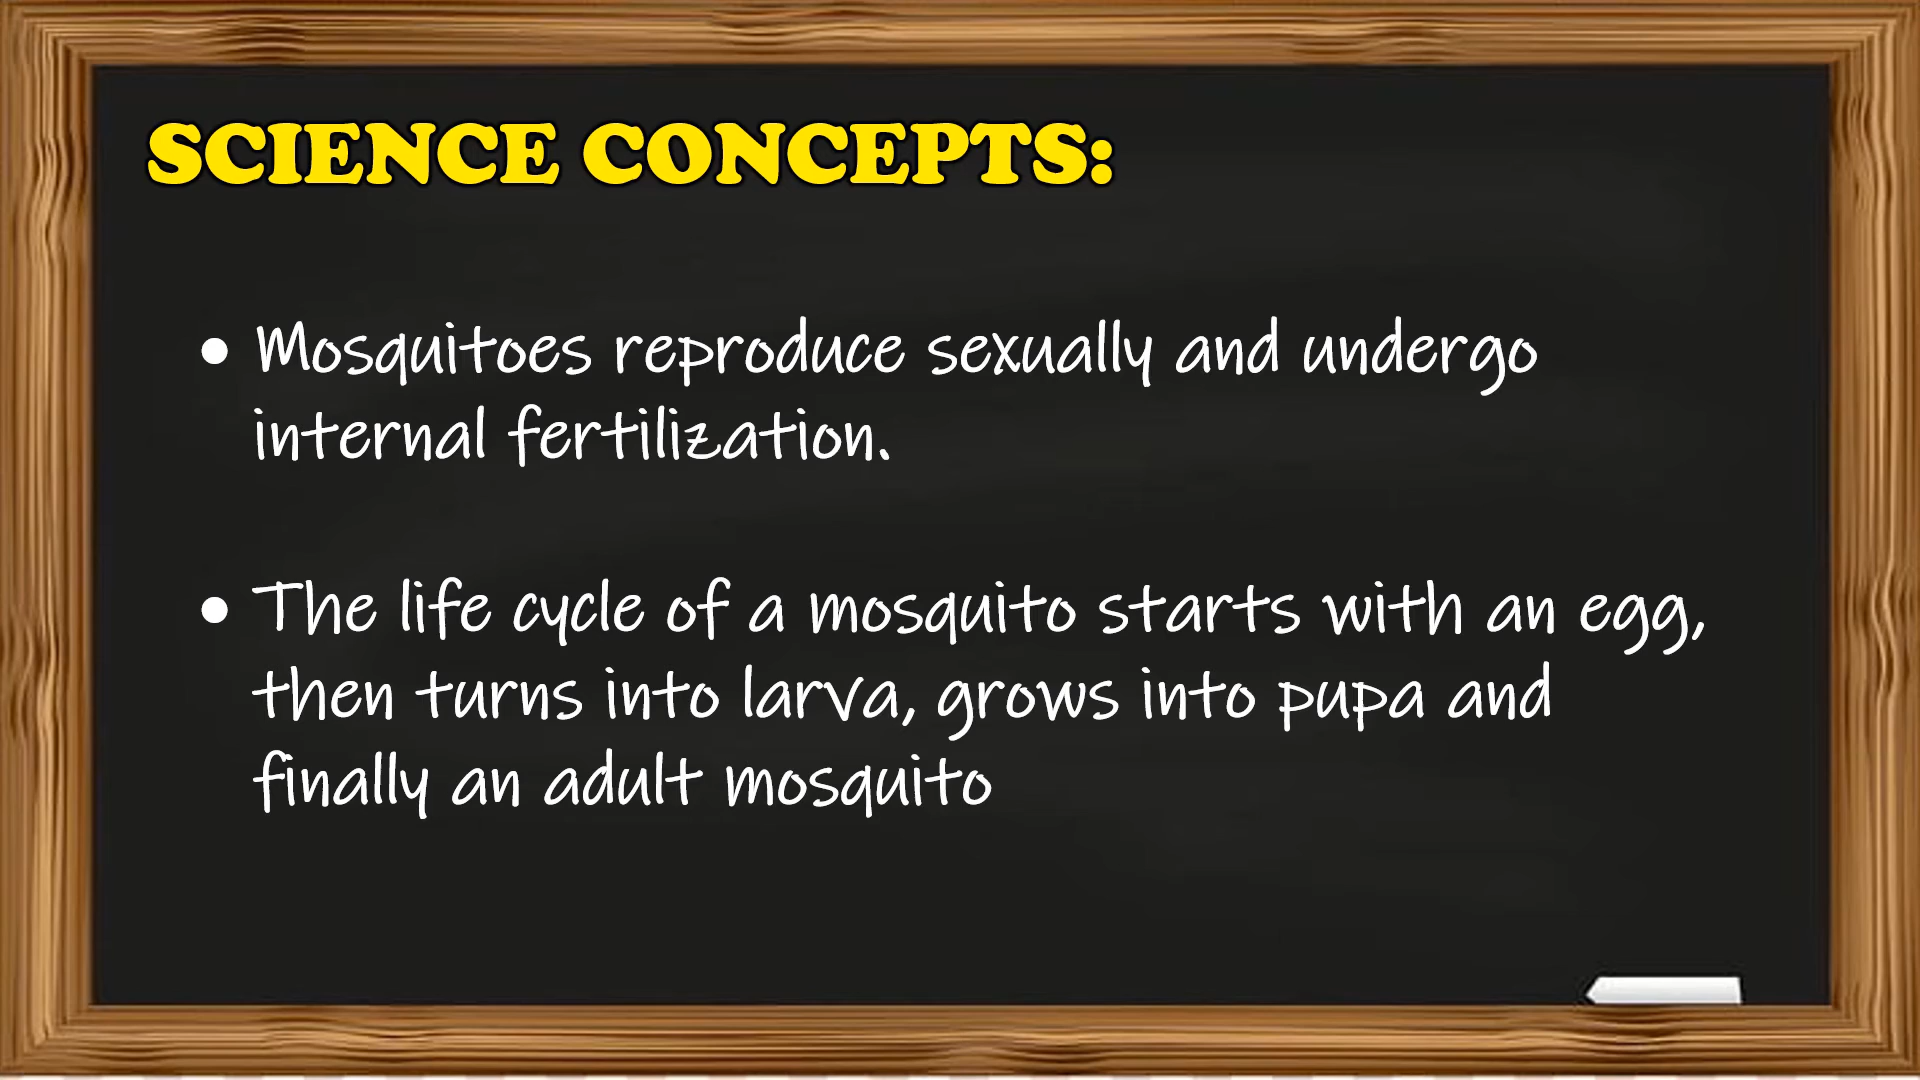 SCIENCE CONCEPTS:
• Mosquitoes reproduce sexually and undergo
internal fertilization.
• The life cycle of a mosquito starts with an egg,
then turns into larva, grows into pupa and
finally an adult mosquito